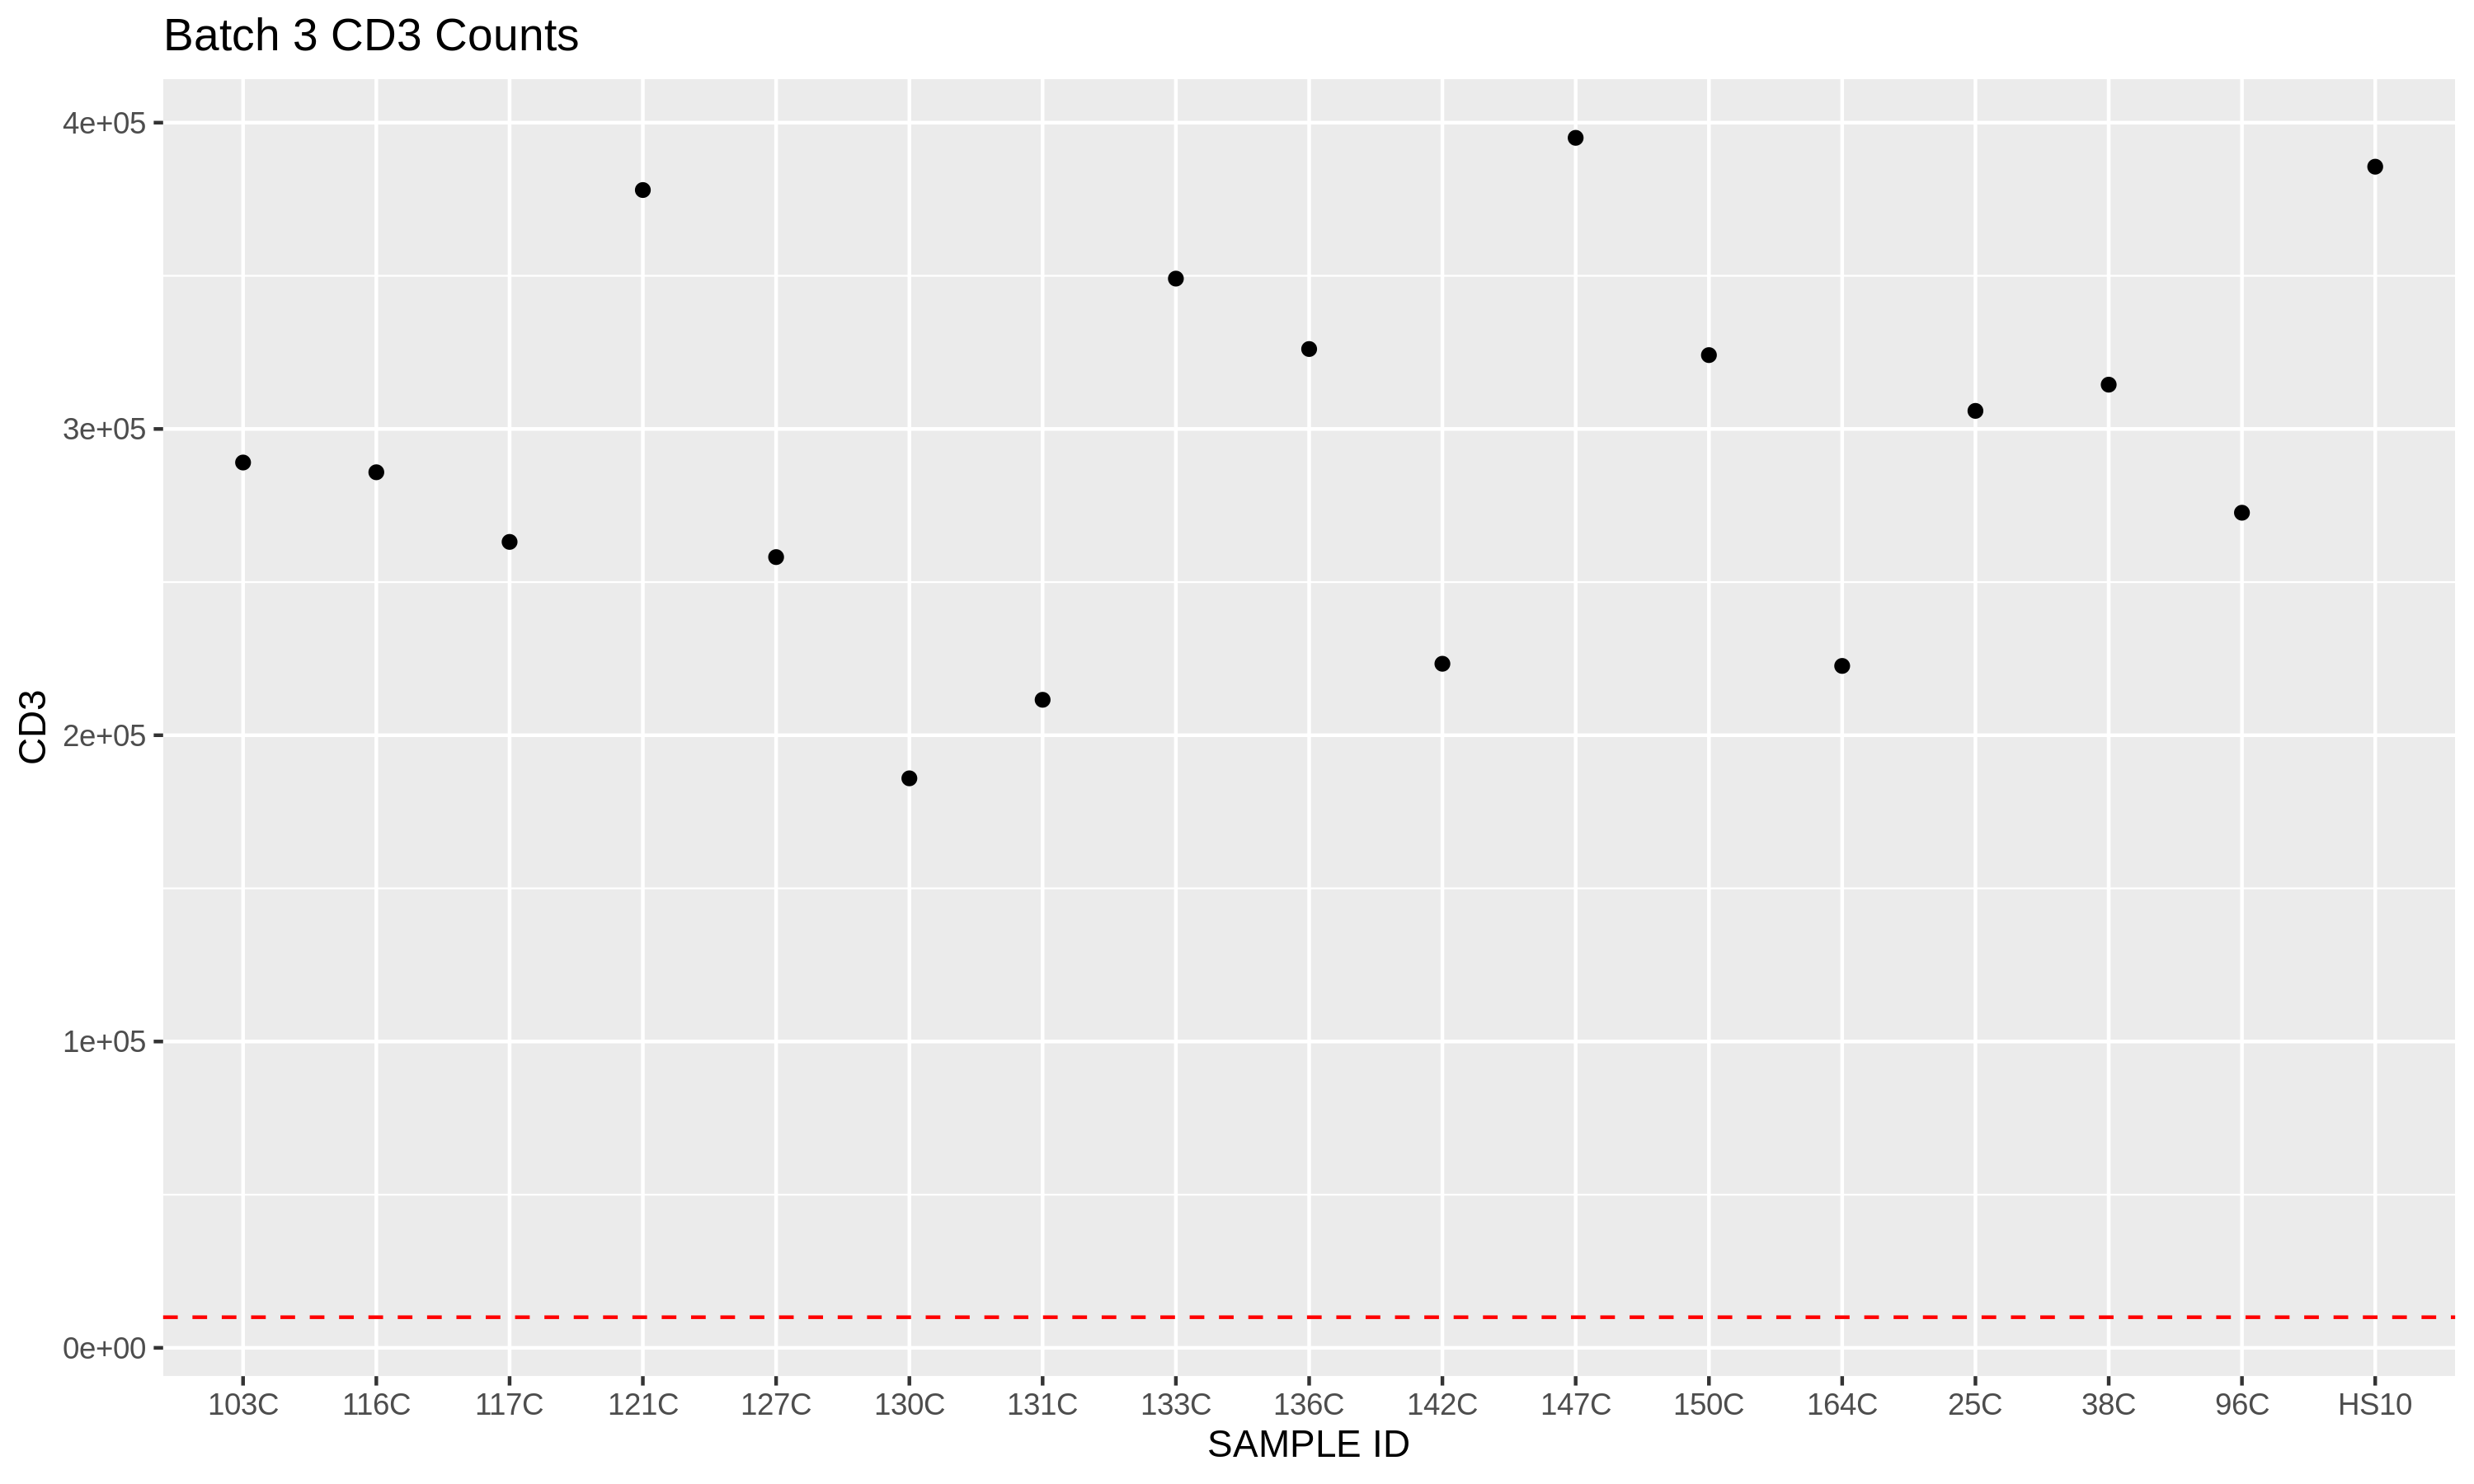 Batch 3 CD3 Counts
CD3
4e+05
3e+05
2e+05
1e+05
0e+00
103C 116C 117C 121C 127C 130C 131C 133C 136C 142C 147C 150C 164C 25C 38C 96C HS10
SAMPLE ID